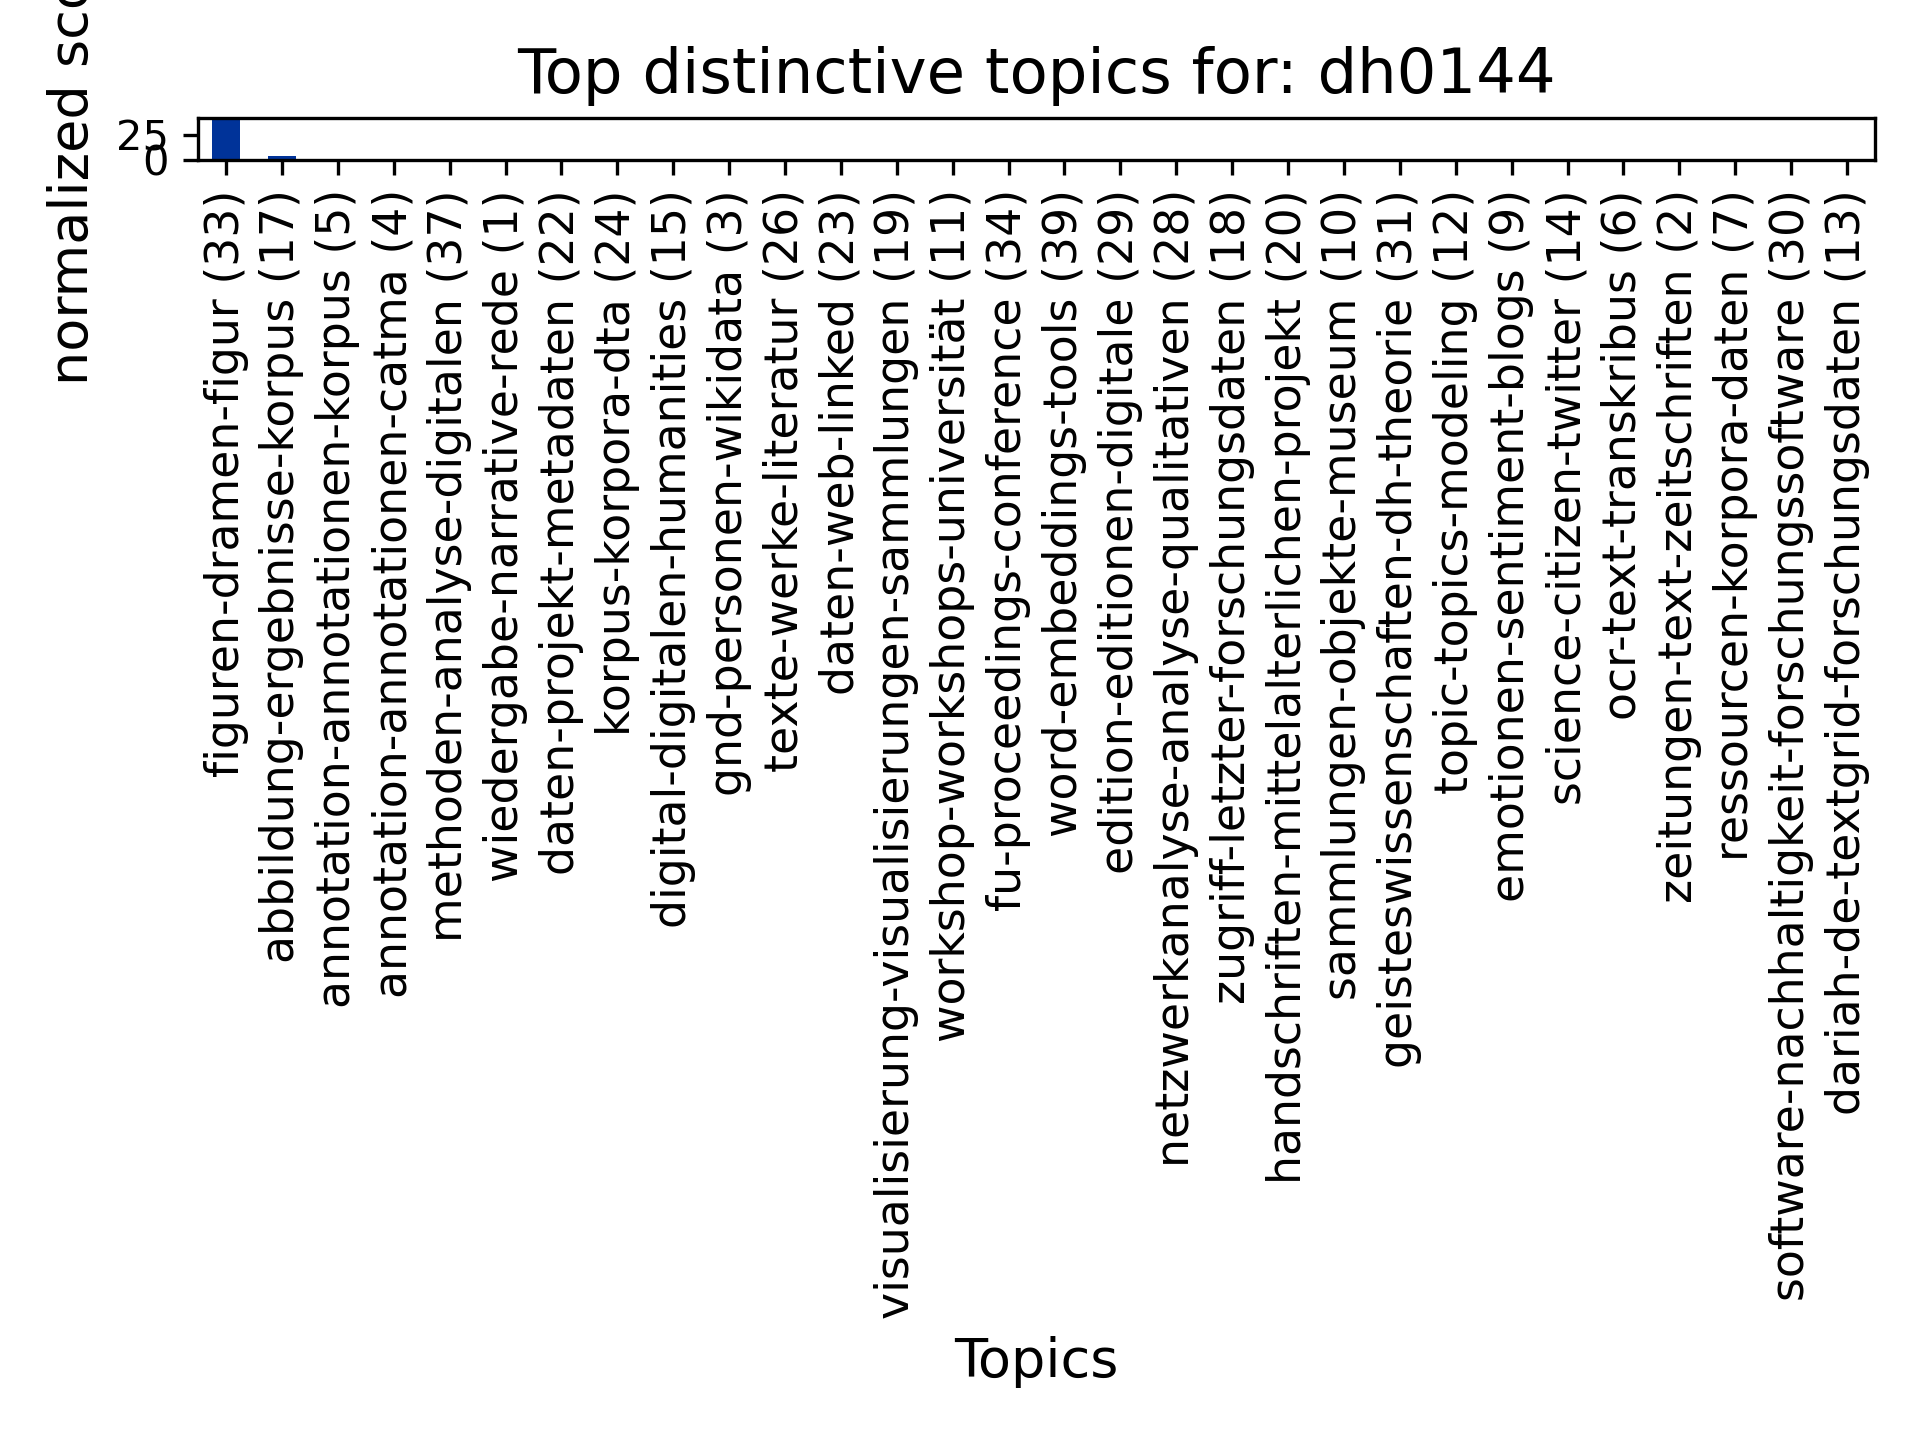 Top distinctive topics for: dh0144
normalized
25
0
figuren-dramen-figur (33)
abbildung-ergebnisse-korpus (17)
annotation-annotationen-korpus (5)
annotation-annotationen-catma (4)
methoden-analyse-digitalen (37)
wiedergabe-narrative-rede (1)
daten-projekt-metadaten (22)
korpus-korpora-dta (24)
digital-digitalen-humanities (15)
gnd-personen-wikidata (3)
texte-werke-literatur (26)
daten-web-linked (23)
visualisierung-visualisierungen-sammlungen (19)
workshop-workshops-universität (11)
fu-proceedings-conference (34)
word-embeddings-tools (39)
edition-editionen-digitale (29)
netzwerkanalyse-analyse-qualitativen (28)
zugriff-letzter-forschungsdaten (18)
handschriften-mittelalterlichen-projekt (20)
sammlungen-objekte-museum (10)
geisteswissenschaften-dh-theorie (31)
topic-topics-modeling (12)
emotionen-sentiment-blogs (9)
science-citizen-twitter (14)
ocr-text-transkribus (6)
zeitungen-text-zeitschriften (2)
ressourcen-korpora-daten (7)
software-nachhaltigkeit-forschungssoftware (30)
dariah-de-textgrid-forschungsdaten (13)
Topics